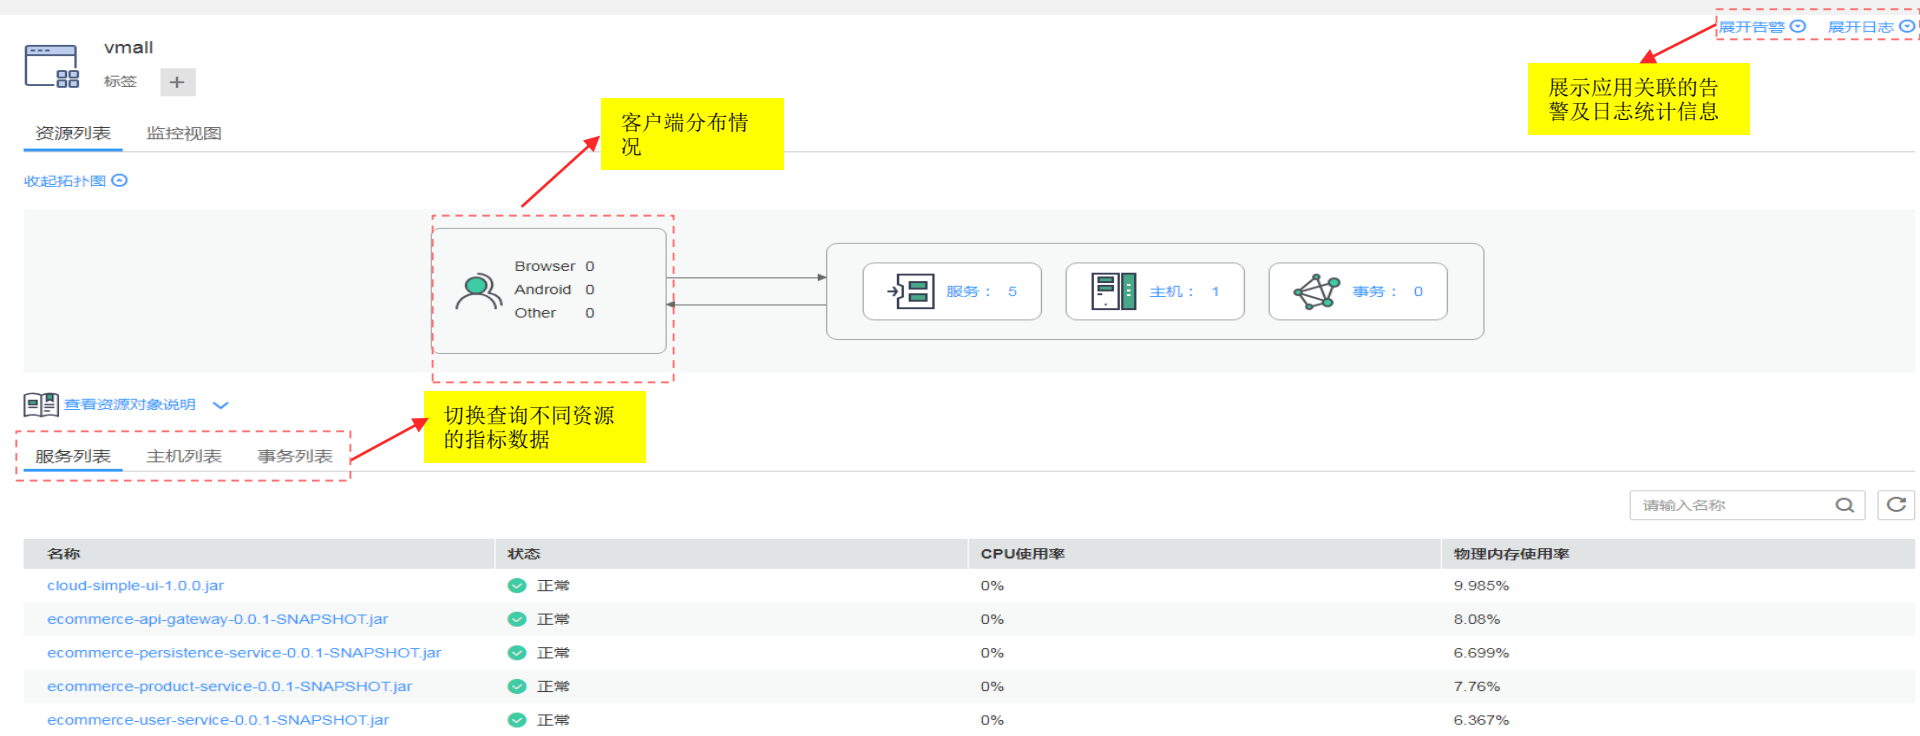 展开告警 展开日志
vmall
标签 +
展示应用关联的告
警及日志统计信息
客户端分布情
况
资源列表 监控视图
收起拓扑图
Browser 0
Android 0
Other 0
服务： 5
主机： 1
事务： 0
查看资源对象说明
切换查询不同资源
的指标数据
服务列表 主机列表 事务列表
请输入名称
名称 状态 CPU使用率 物理内存使用率
cloud-simple-ui-1.0.0.jar 正常 0% 9.985%
ecommerce-api-gateway-0.0.1-SNAPSHOT.jar 正常 0% 8.08%
ecommerce-persistence-service-0.0.1-SNAPSHOT.jar 正常 0% 6.699%
ecommerce-product-service-0.0.1-SNAPSHOT.jar 正常 0% 7.76%
ecommerce-user-service-0.0.1-SNAPSHOT.jar 正常 0% 6.367%